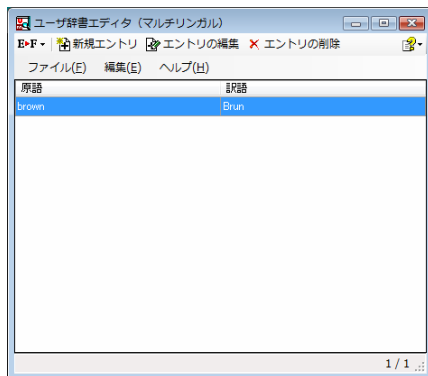 ユーザ辞書エディタ（マルチリンガル）
E▸F 新規エントリ エントリの編集 エントリの削除
ファイル(F) 編集(E) ヘルプ(H)
原語 訳語
brown Brun
1 / 1